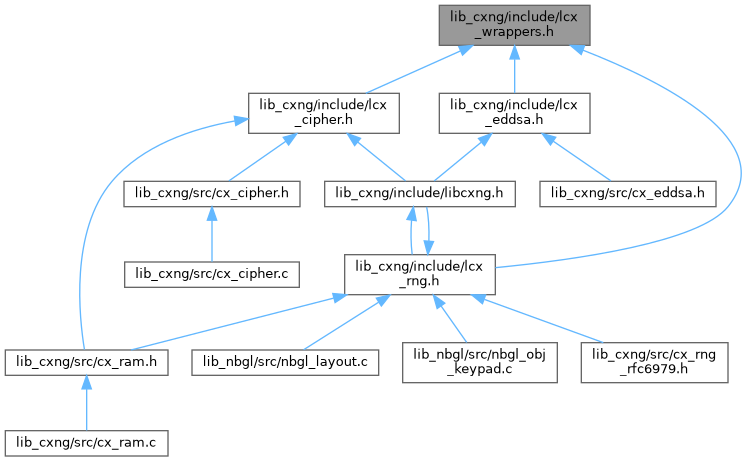 lib_cxng/include/lcx
_wrappers.h
lib_cxng/include/lcx
_cipher.h
lib_cxng/include/lcx
_eddsa.h
lib_cxng/src/cx_cipher.h
lib_cxng/include/libcxng.h
lib_cxng/src/cx_eddsa.h
lib_cxng/src/cx_cipher.c
lib_cxng/include/lcx
_rng.h
lib_cxng/src/cx_ram.h
lib_nbgl/src/nbgl_layout.c
lib_nbgl/src/nbgl_obj
_keypad.c
lib_cxng/src/cx_rng
_rfc6979.h
lib_cxng/src/cx_ram.c